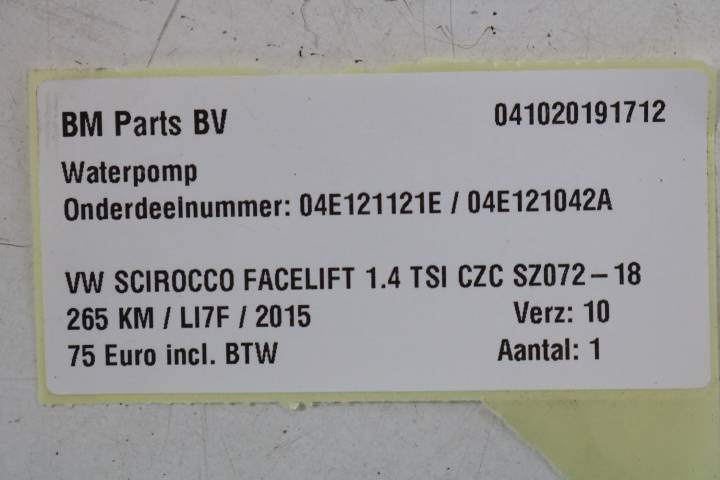 BM Parts BV 041020191712
Waterpomp
Onderdeelnummer: 04E121121E / 04E121042A
VW SCIROCCO FACELIFT 1.4 TSI CZC SZ072-18
265 KM / LI7F / 2015 Verz: 10
75 Euro incl. BTW Aantal: 1